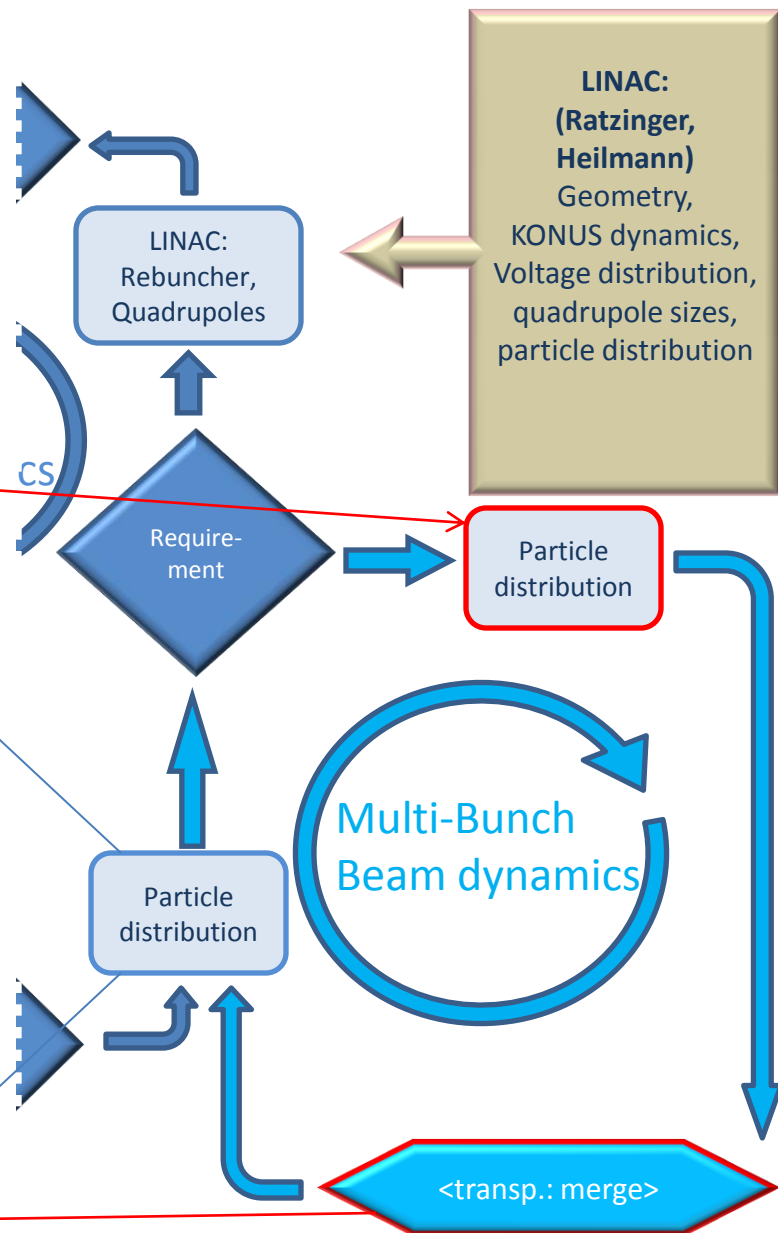 LINAC:
(Ratzinger,
Heilmann)
Geometry,
KONUS dynamics,
Voltage distribution,
quadrupole sizes,
particle distribution
LINAC:
Rebuncher,
Quadrupoles
cs
Require-
ment
Particle
distribution
Multi-Bunch
Beam dynamics
Particle
distribution
<transp.: merge>